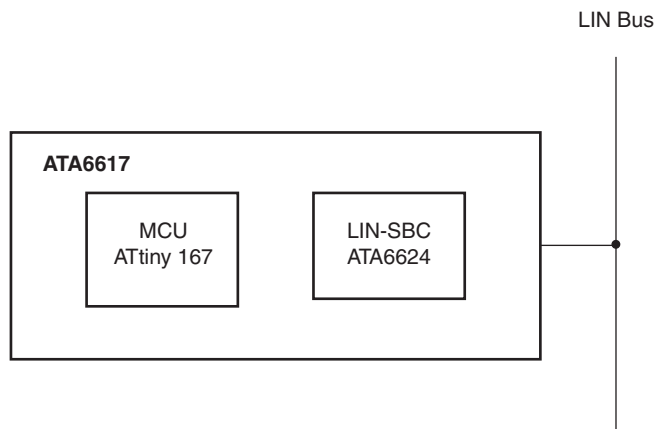 LIN Bus
ATA6617
MCU
ATtiny 167
LIN-SBC
ATA6624